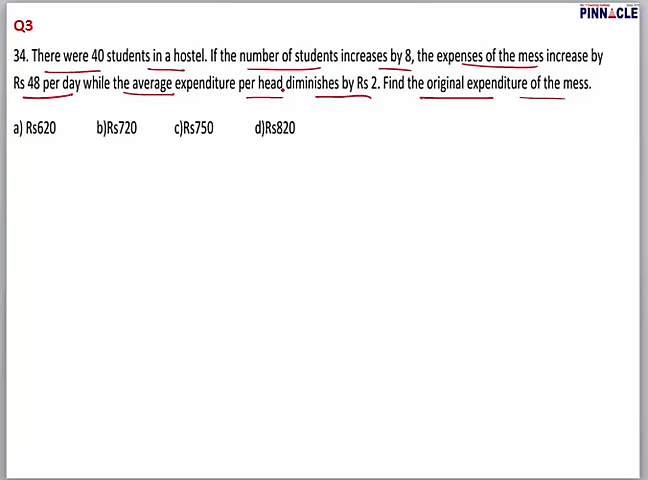 PINNACLE
Q3
34. There were 40 students in a hostel. If the number of students increases by 8, the expenses of the mess increase by
Rs 48 per day while the average expenditure per head diminishes by Rs 2. Find the original expenditure of the mess.
a) Rs620 b)Rs720 c)Rs750 d)Rs820